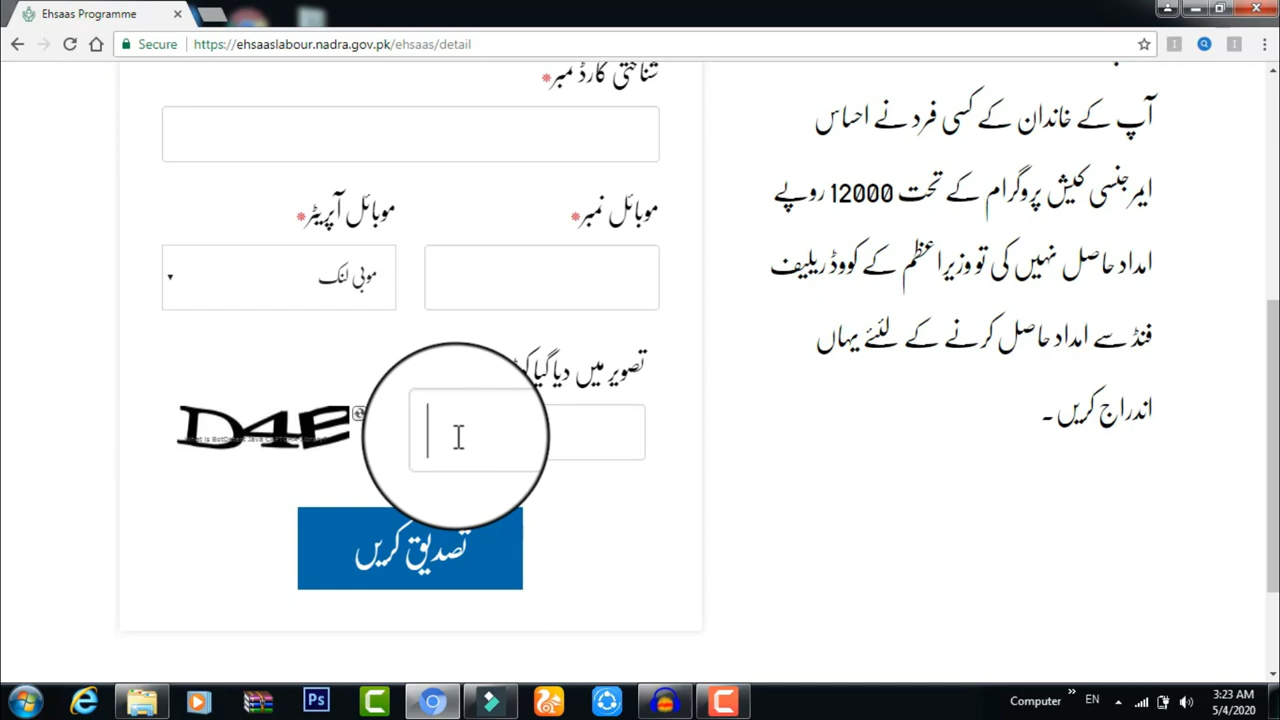 Ehsaas Programme
Secure
https://ehsaaslabour.nadra.gov.pk/ehsaas/detail
شناختی کارڈ نمبر*
موبائل نمبر*
موبائل آپریٹر*
موبی لنک
تصویر میں دیا گیا
D4E
تصدیق کریں
آپ کے خاندان کے کسی فرد نے احساس
ایمرجنسی کیش پروگرام کے تحت 12000 روپے
امداد حاصل نہیں کی تو وزیراعظم کے کووڈ ریلیف
فنڈ سے امداد حاصل کرنے کے لئیے یہاں
اندراج کریں۔
Ps
Computer
EN
3:23 AM
5/4/2020